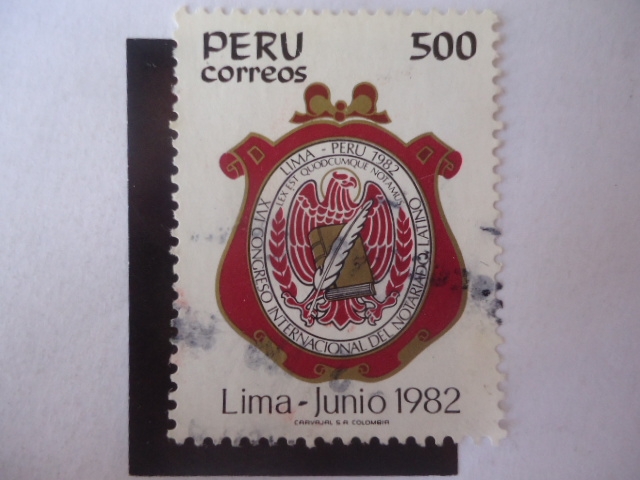 PERU 500
correos
LIMA - PERU 1982
LEX EST QUODCUMQUE NOTAMUS
XVI CONGRESO INTERNACIONAL DEL NOTARIADO LATINO
Lima - Junio 1982
CARVAJAL S.A. COLOMBIA